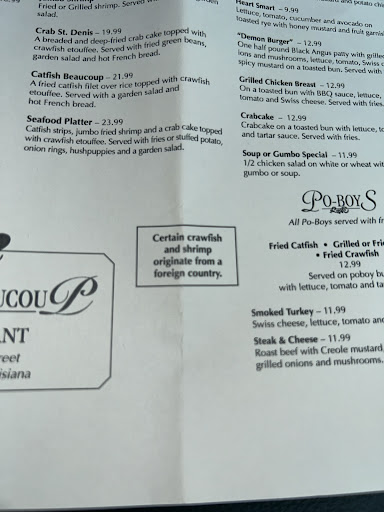 Fried or Grilled shrimp. Served
salad.
Crab St. Denis – 19.99
A breaded and deep-fried crab cake topped with
crawfish etouffee. Served with fried green beans,
garden salad and hot French bread.
Catfish Beaucoup – 21.99
A fried catfish filet over rice topped with crawfish
etouffee. Served with a garden salad and
hot French bread.
Seafood Platter – 23.99
Catfish strips, jumbo fried shrimp and a crab cake topped
with crawfish etouffee. Served with fries or stuffed potato,
onion rings, hushpuppies and a garden salad.
Heart Smart – 9.99
Lettuce, tomato, cucumber and avocado on
toasted rye with honey mustard and fruit garnish
"Demon Burger" – 12.99
One half pound Black Angus patty with grilled
ions and mushrooms, lettuce, tomato, Swiss
spicy mustard on a toasted bun. Served with
Grilled Chicken Breast – 12.99
On a toasted bun with BBQ sauce, lettuce,
tomato and Swiss cheese. Served with fries.
Crabcake – 12.99
Crabcake on a toasted bun with lettuce, to
and tartar sauce. Served with fries.
Soup or Gumbo Special – 11.99
1/2 chicken salad on white or wheat wit
gumbo or soup.
PO-BOYS
All Po-Boys served with fr
Fried Catfish • Grilled or Frie
• Fried Crawfish
12.99
Served on poboy bu
with lettuce, tomato and ta
Smoked Turkey – 11.99
Swiss cheese, lettuce, tomato and
Steak & Cheese – 11.99
Roast beef with Creole mustard,
grilled onions and mushrooms.
Certain crawfish
and shrimp
originate from a
foreign country.
UCOUP
ANT
reet
isiana